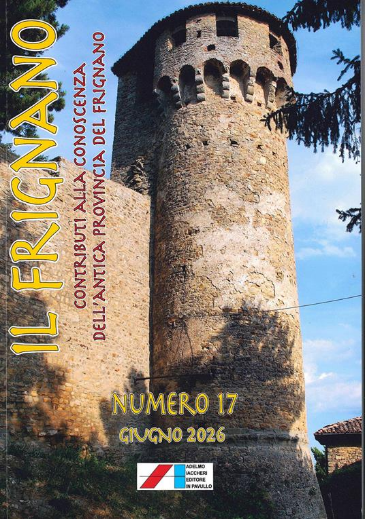 IL FRIGNANO
CONTRIBUTI ALLA CONOSCENZA
DELL'ANTICA PROVINCIA DEL FRIGNANO
NUMERO 17
GIUGNO 2026
ADELMO
IACCHERI
EDITORE
IN PAVULLO